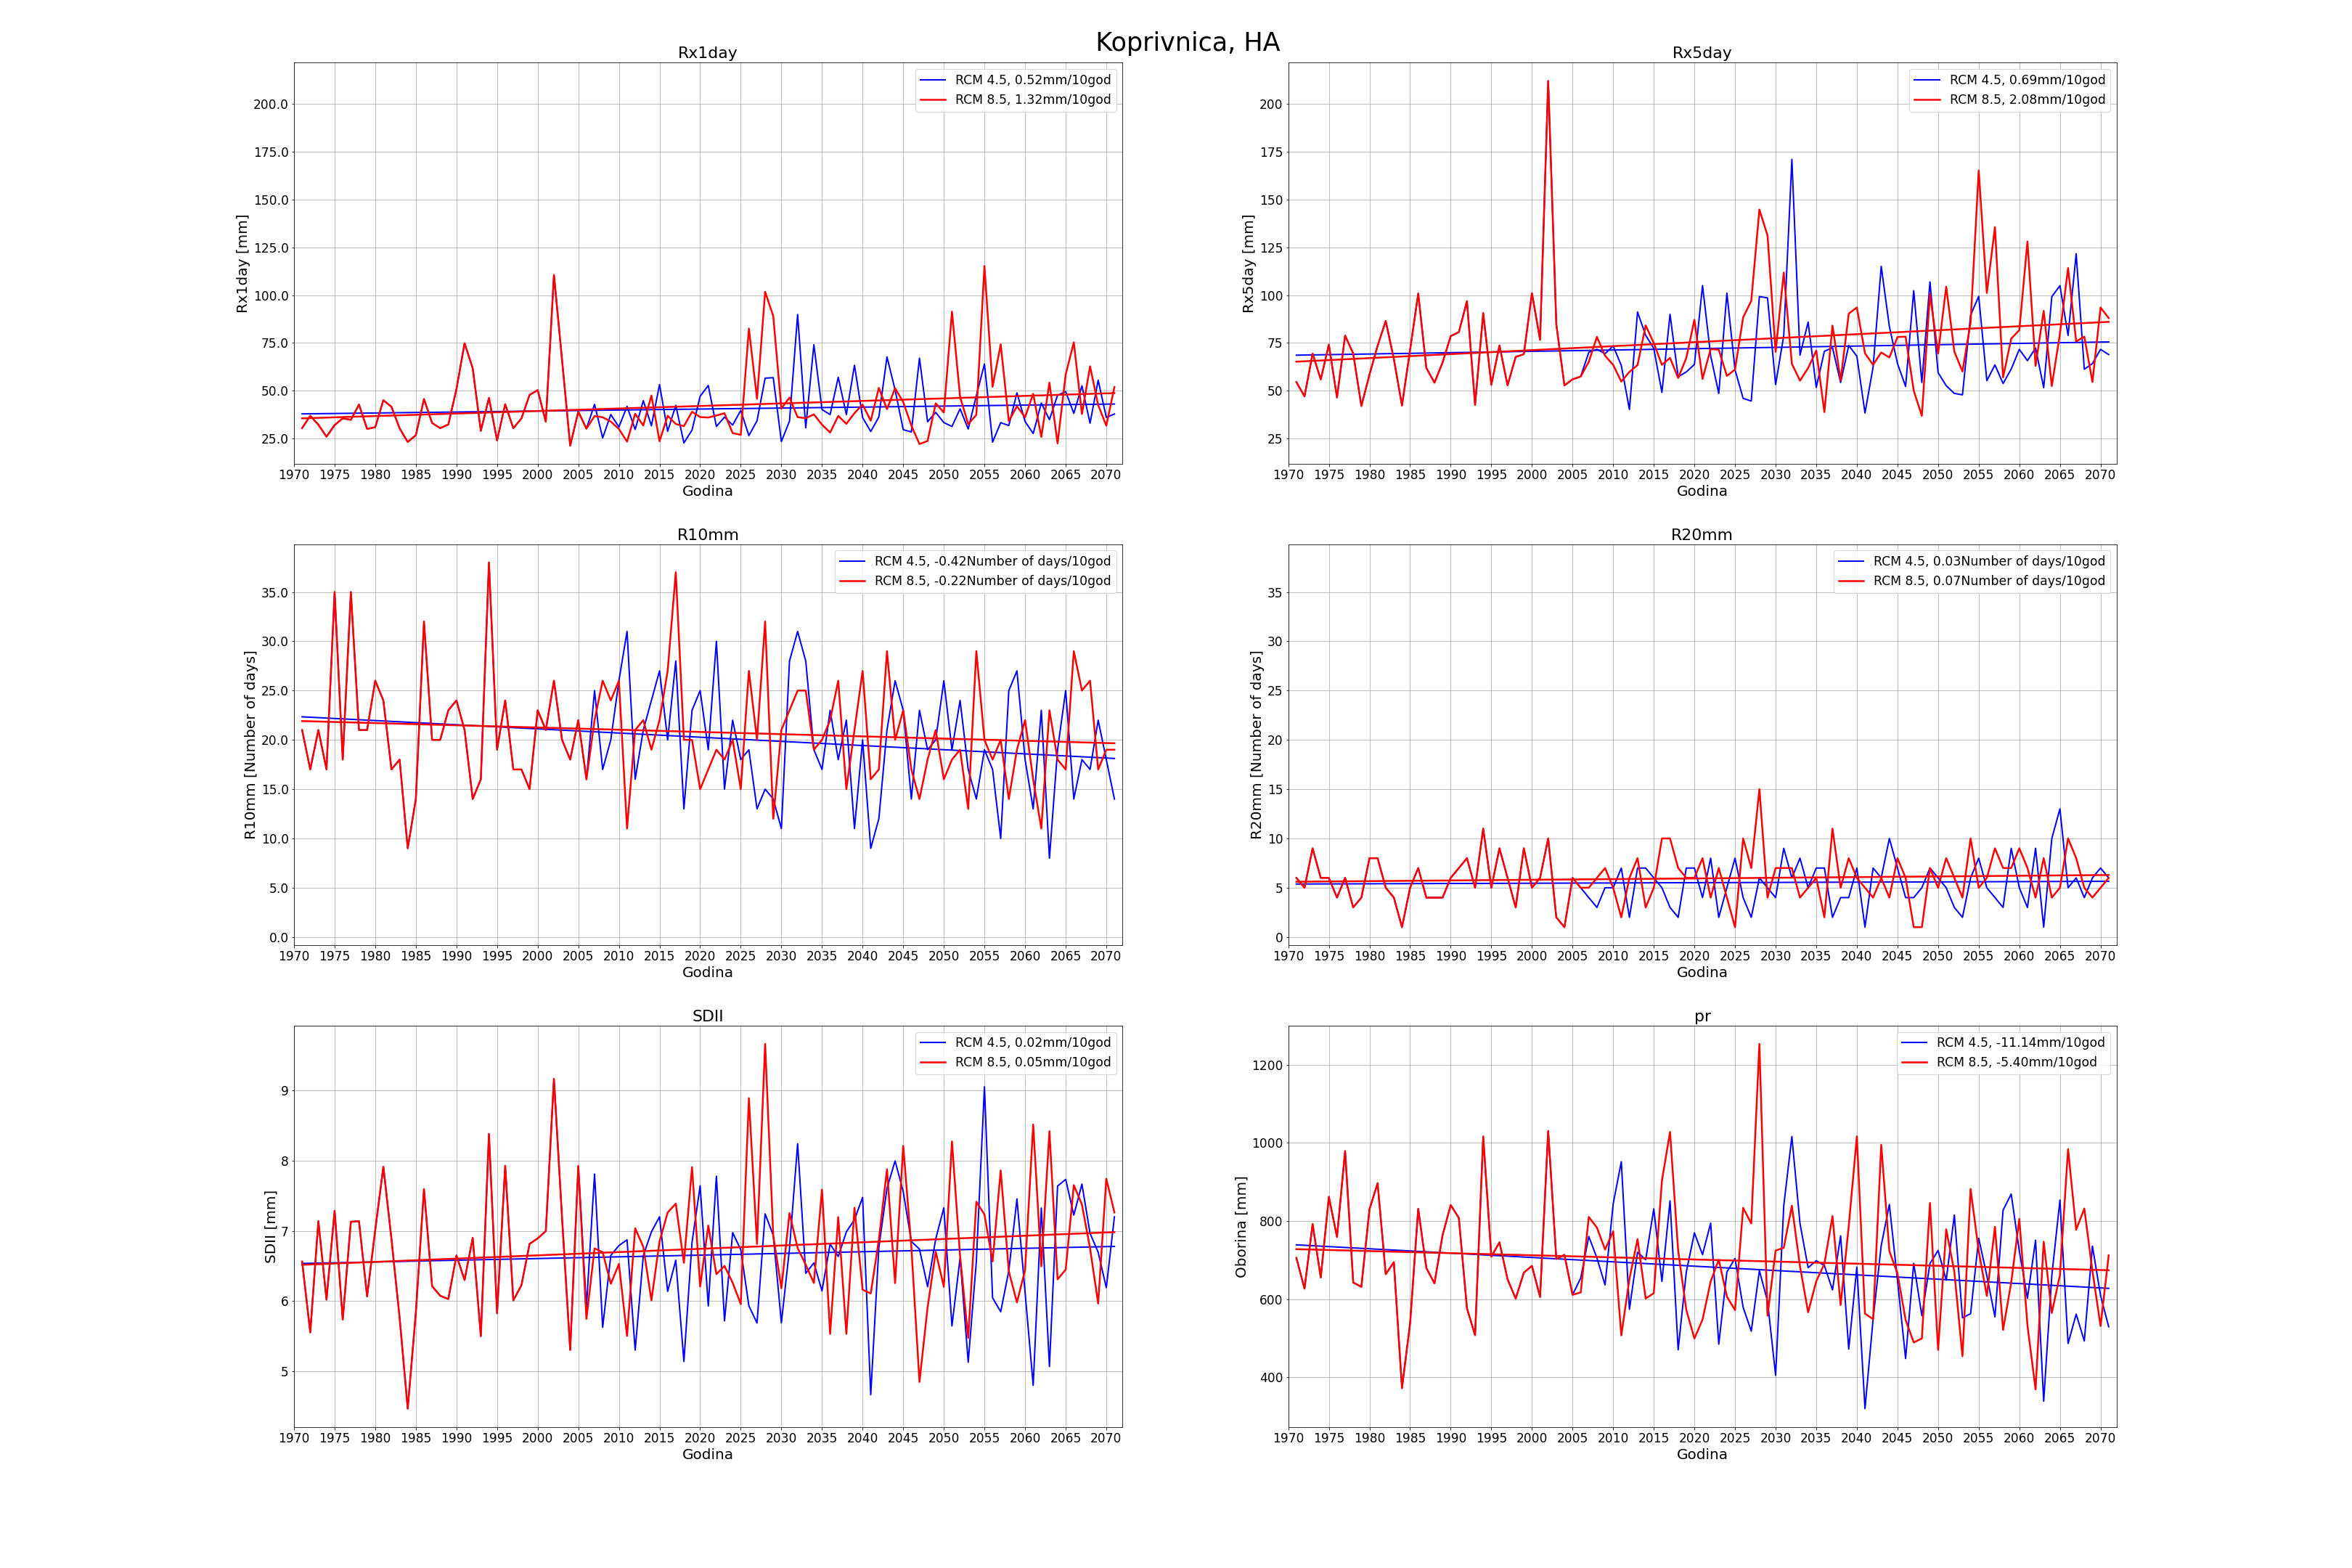 Koprivnica, HA
Rx1day
RCM 4.5, 0.52mm/10god
RCM 8.5, 1.32mm/10god
200.0
175.0
150.0
125.0
100.0
75.0
50.0
25.0
Rx1day [mm]
1970 1975 1980 1985 1990 1995 2000 2005 2010 2015 2020 2025 2030 2035 2040 2045 2050 2055 2060 2065 2070
Godina
Rx5day
RCM 4.5, 0.69mm/10god
RCM 8.5, 2.08mm/10god
200
175
150
125
100
75
50
25
Rx5day [mm]
1970 1975 1980 1985 1990 1995 2000 2005 2010 2015 2020 2025 2030 2035 2040 2045 2050 2055 2060 2065 2070
Godina
R10mm
RCM 4.5, -0.42Number of days/10god
RCM 8.5, -0.22Number of days/10god
35.0
30.0
25.0
20.0
15.0
10.0
5.0
0.0
R10mm [Number of days]
1970 1975 1980 1985 1990 1995 2000 2005 2010 2015 2020 2025 2030 2035 2040 2045 2050 2055 2060 2065 2070
Godina
R20mm
RCM 4.5, 0.03Number of days/10god
RCM 8.5, 0.07Number of days/10god
35
30
25
20
15
10
5
0
R20mm [Number of days]
1970 1975 1980 1985 1990 1995 2000 2005 2010 2015 2020 2025 2030 2035 2040 2045 2050 2055 2060 2065 2070
Godina
SDII
RCM 4.5, 0.02mm/10god
RCM 8.5, 0.05mm/10god
9
8
7
6
5
SDII [mm]
1970 1975 1980 1985 1990 1995 2000 2005 2010 2015 2020 2025 2030 2035 2040 2045 2050 2055 2060 2065 2070
Godina
pr
RCM 4.5, -11.14mm/10god
RCM 8.5, -5.40mm/10god
1200
1000
800
600
400
Oborina [mm]
1970 1975 1980 1985 1990 1995 2000 2005 2010 2015 2020 2025 2030 2035 2040 2045 2050 2055 2060 2065 2070
Godina